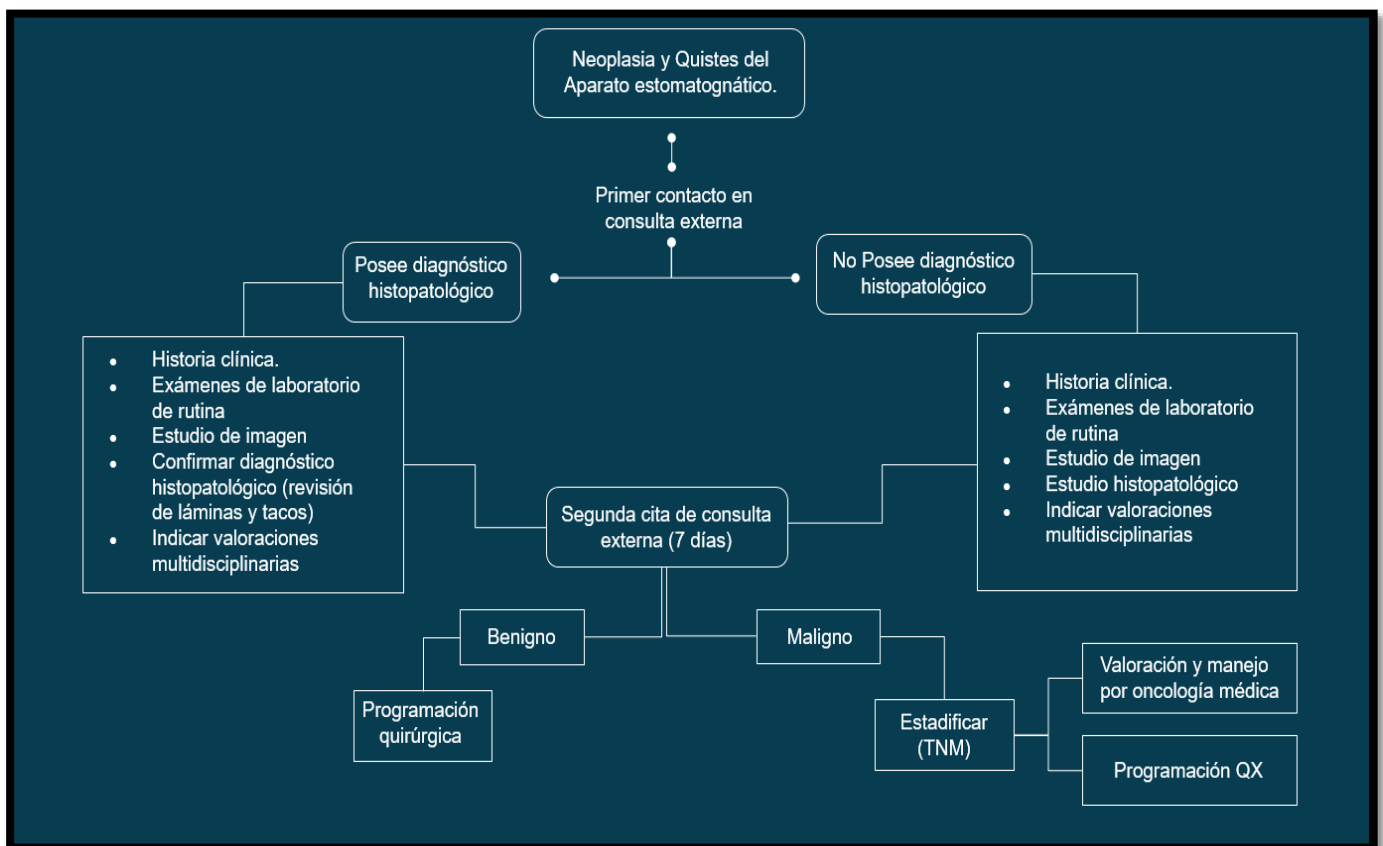 Neoplasia y Quistes del
Aparato estomatognático.
Primer contacto en
consulta externa
Posee diagnóstico
histopatológico
No Posee diagnóstico
histopatológico
• Historia clínica.
• Exámenes de laboratorio
de rutina
• Estudio de imagen
• Confirmar diagnóstico
histopatológico (revisión
de láminas y tacos)
• Indicar valoraciones
multidisciplinarias
• Historia clínica.
• Exámenes de laboratorio
de rutina
• Estudio de imagen
• Estudio histopatológico
• Indicar valoraciones
multidisciplinarias
Segunda cita de consulta
externa (7 días)
Benigno
Maligno
Programación
quirúrgica
Estadificar
(TNM)
Valoración y manejo
por oncología médica
Programación QX